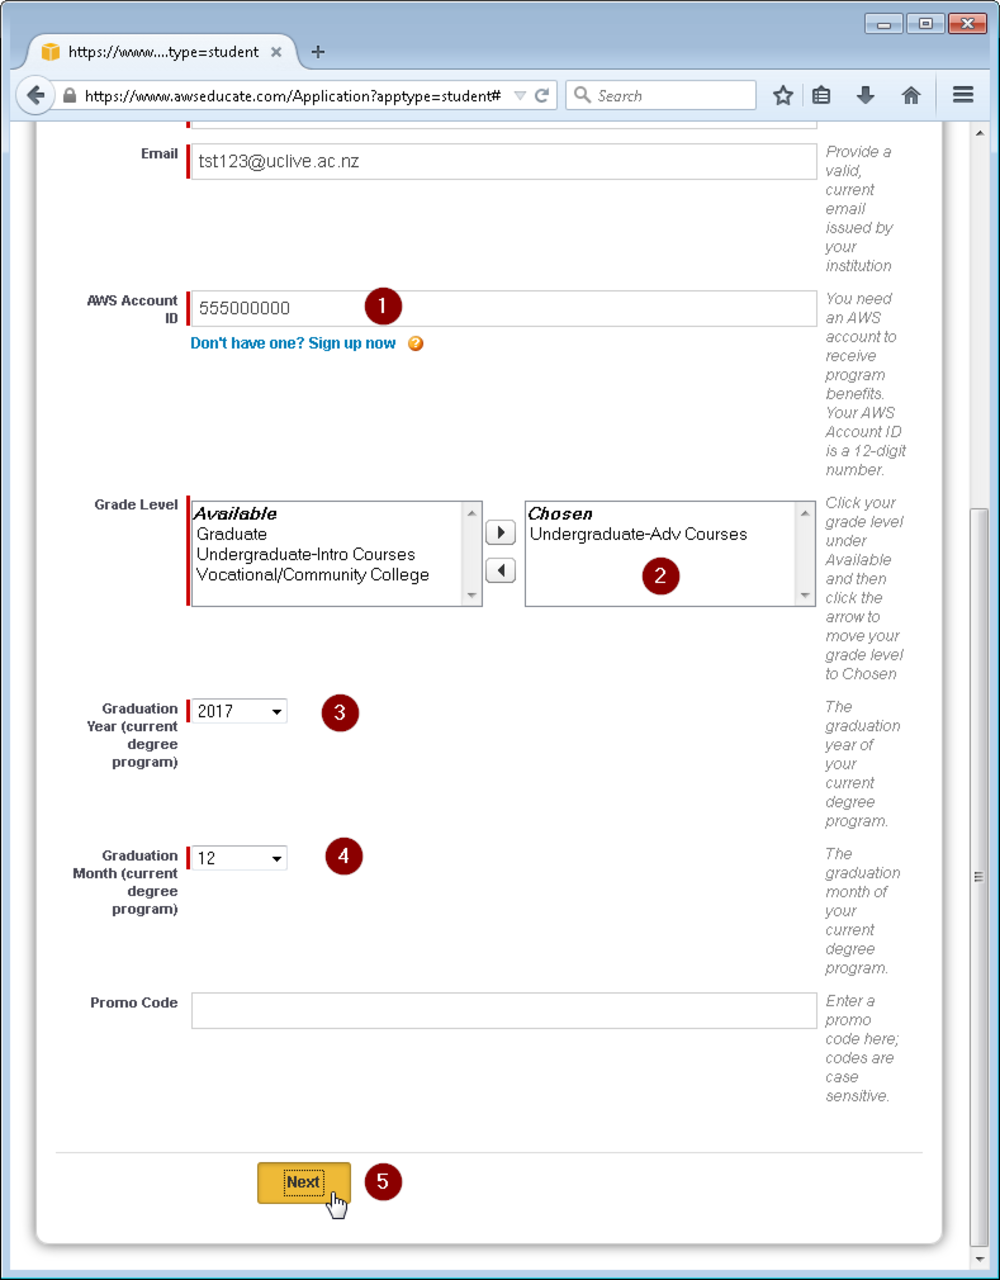 https://www....type=student
https://www.awseducate.com/Application?apptype=student#
Search
Email
tst123@uclive.ac.nz
Provide a
valid,
current
email
issued by
your
institution
AWS Account
ID
555000000
1
Don't have one? Sign up now
?
You need
an AWS
account to
receive
program
benefits.
Your AWS
Account ID
is a 12-digit
number.
Grade Level
Available
Graduate
Undergraduate-Intro Courses
Vocational/Community College
Chosen
Undergraduate-Adv Courses
2
Click your
grade level
under
Available
and then
click the
arrow to
move your
grade level
to Chosen
Graduation
Year (current
degree
program)
2017
3
The
graduation
year of
your
current
degree
program.
Graduation
Month (current
degree
program)
12
4
The
graduation
month of
your
current
degree
program.
Promo Code
Enter a
promo
code here;
codes are
case
sensitive.
Next
5